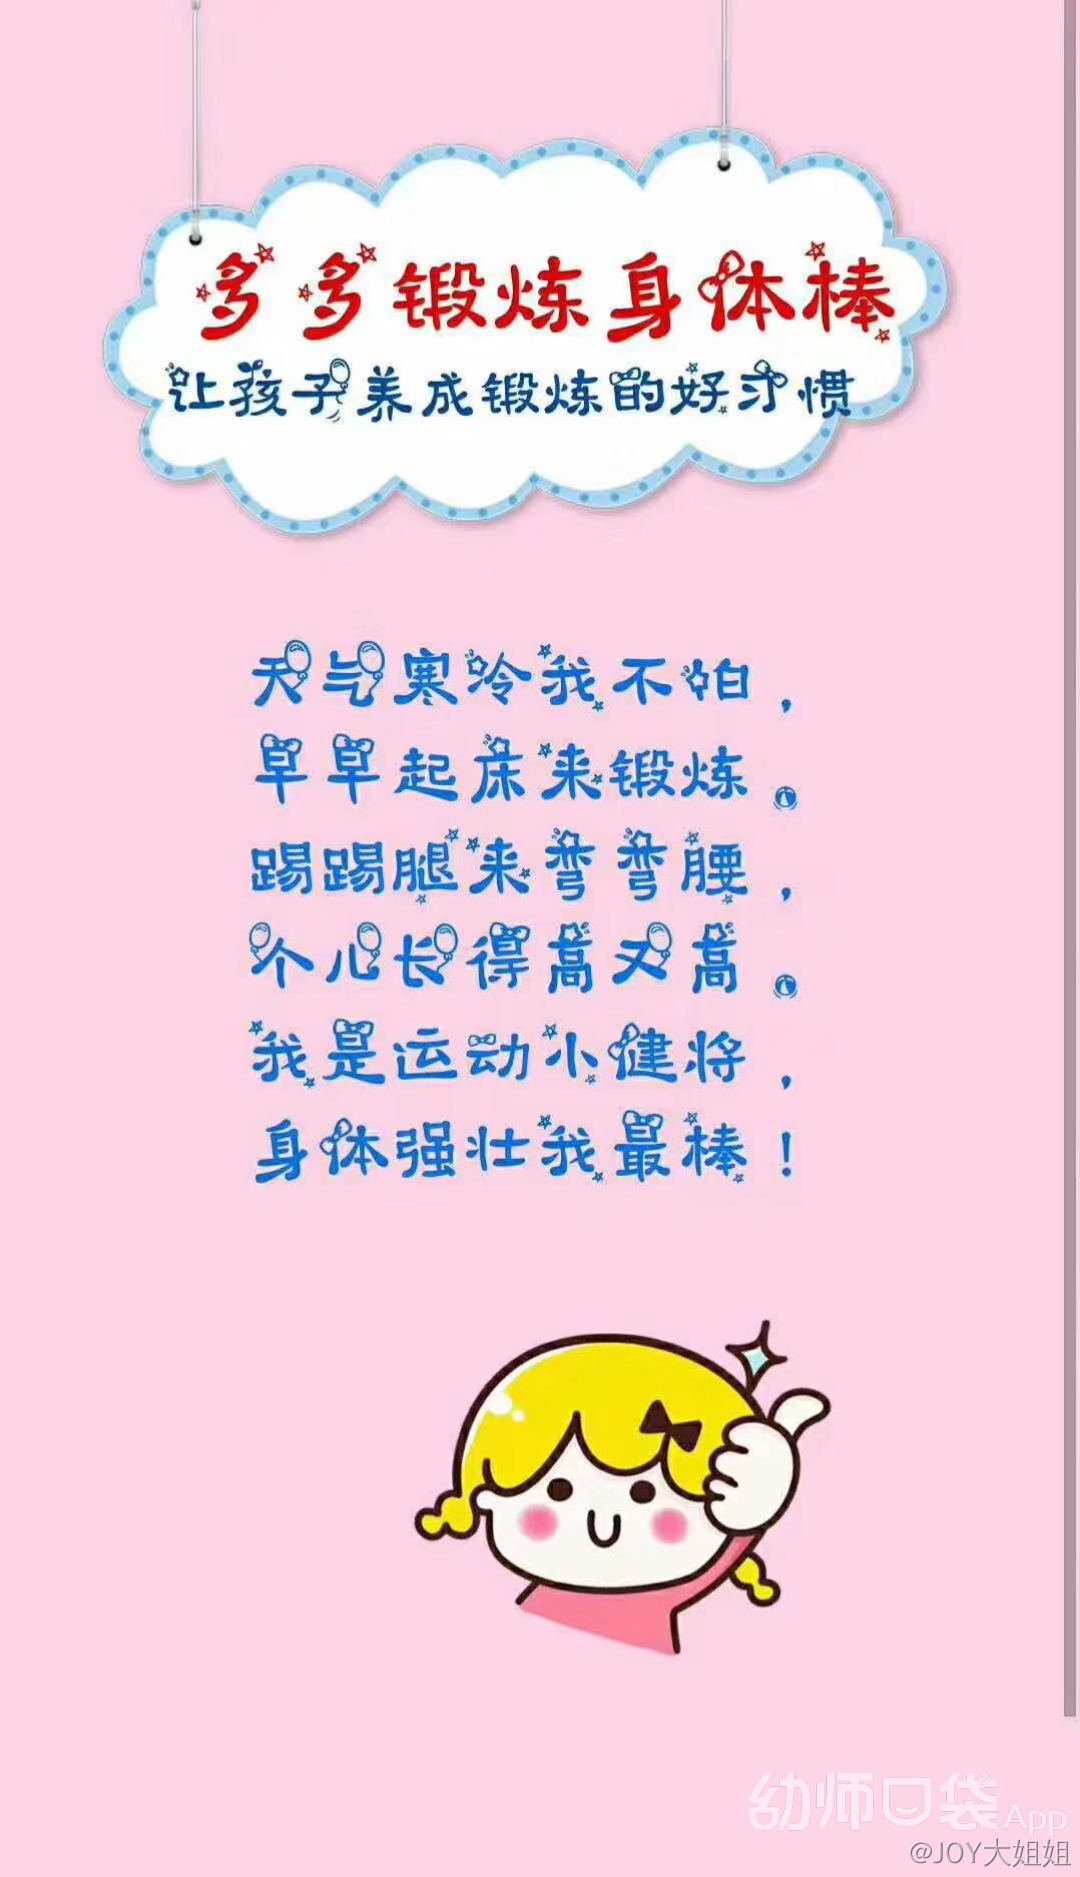 多多锻炼身体棒
让孩子养成锻炼的好习惯
天气寒冷我不怕，
早早起床来锻炼。
踢踢腿来弯弯腰，
个儿长得高又高。
我是运动小健将，
身体强壮我最棒！
幼师口袋App
@JOY大姐姐